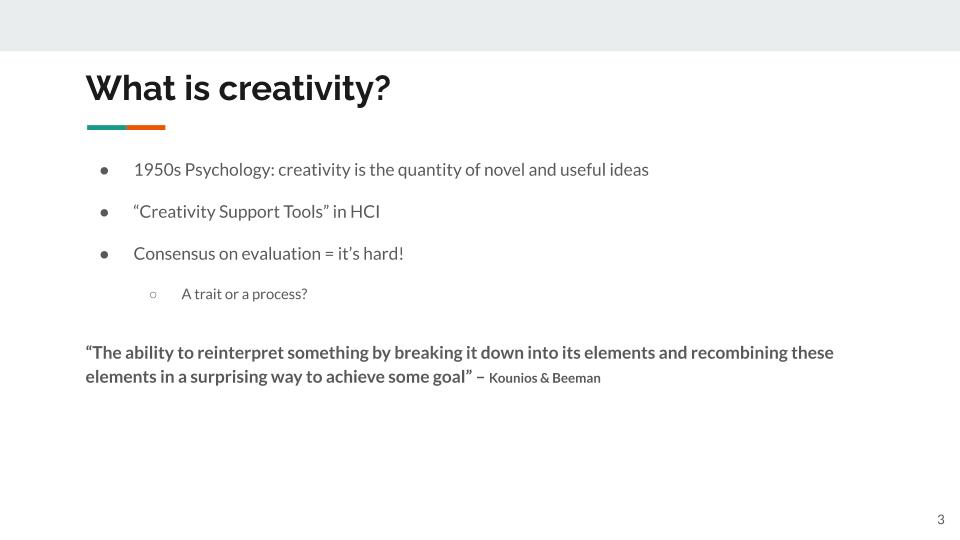 What is creativity?
● 1950s Psychology: creativity is the quantity of novel and useful ideas
● “Creativity Support Tools” in HCI
● Consensus on evaluation = it’s hard!
○ A trait or a process?
“The ability to reinterpret something by breaking it down into its elements and recombining these
elements in a surprising way to achieve some goal” – Kounios & Beeman
3